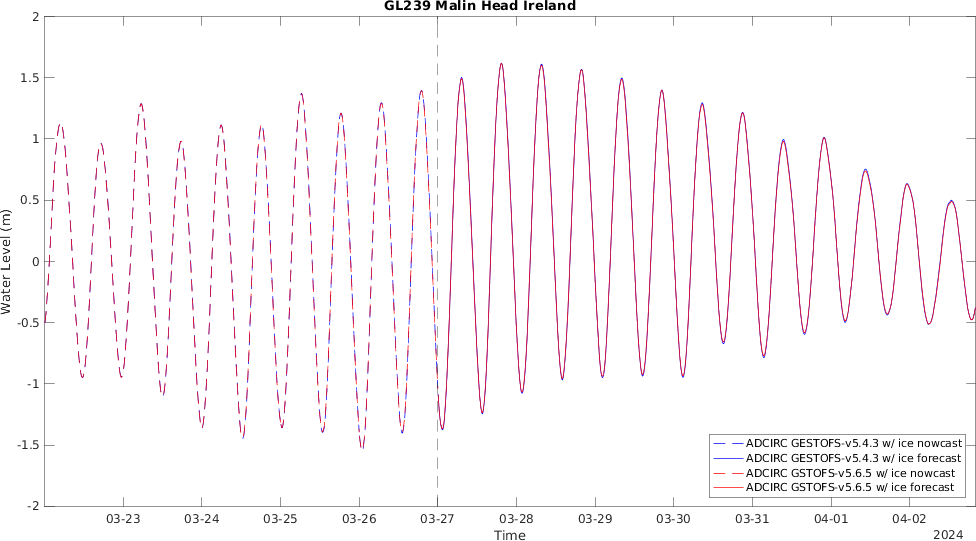 GL239 Malin Head Ireland
2
1.5
1
0.5
0
-0.5
-1
-1.5
-2
Water Level (m)
ADCIRC GESTOFS-v5.4.3 w/ ice nowcast
ADCIRC GESTOFS-v5.4.3 w/ ice forecast
ADCIRC GSTOFS-v5.6.5 w/ ice nowcast
ADCIRC GSTOFS-v5.6.5 w/ ice forecast
03-23 03-24 03-25 03-26 03-27 03-28 03-29 03-30 03-31 04-01 04-02
Time
2024